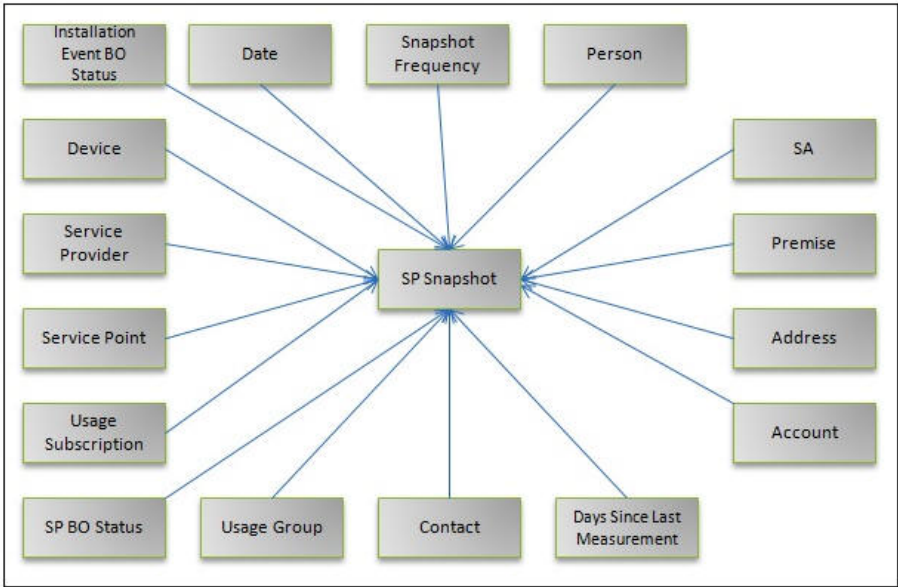 Installation
Event BO
Status
Date
Snapshot
Frequency
Person
Device
SA
Service
Provider
Premise
SP Snapshot
Service Point
Address
Usage
Subscription
Account
SP BO Status
Usage Group
Contact
Days Since Last
Measurement